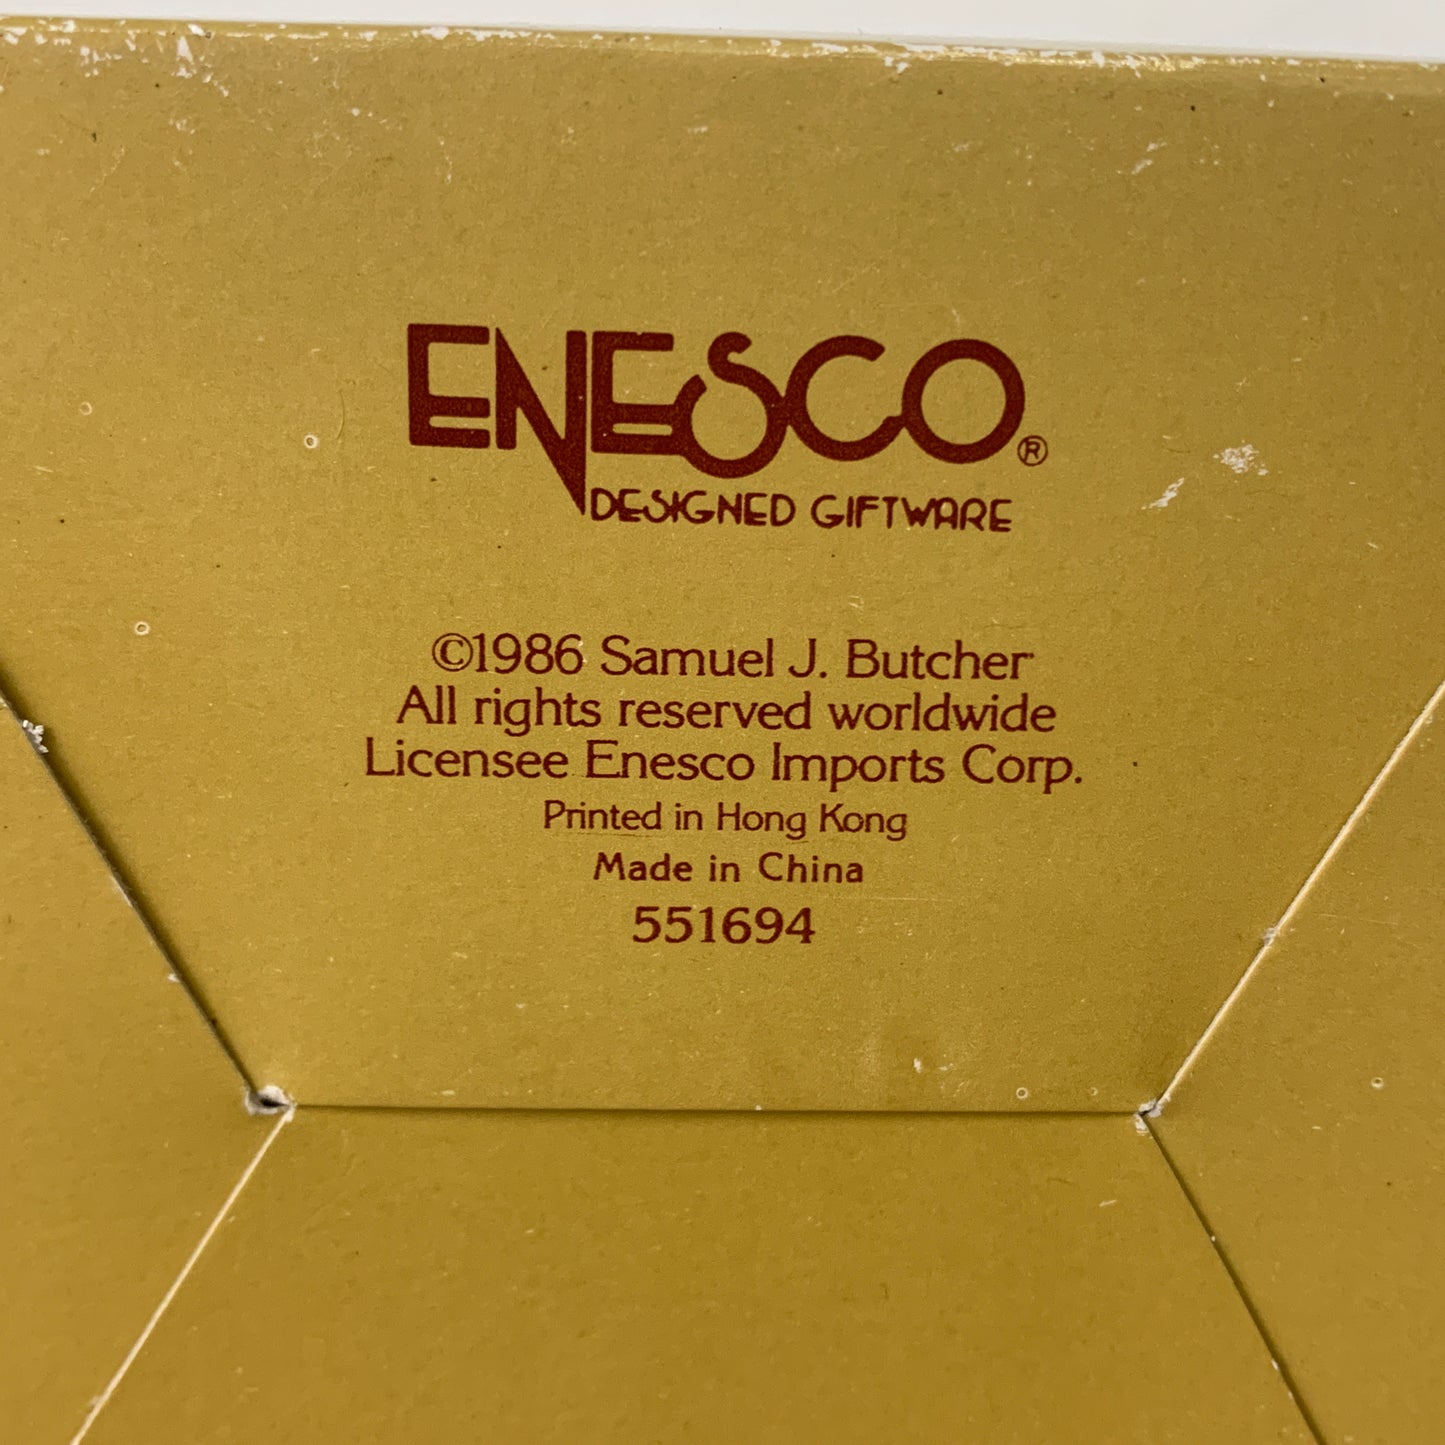 ENESCO®
DESIGNED GIFTWARE
©1986 Samuel J. Butcher
All rights reserved worldwide
Licensee Enesco Imports Corp.
Printed in Hong Kong
Made in China
551694